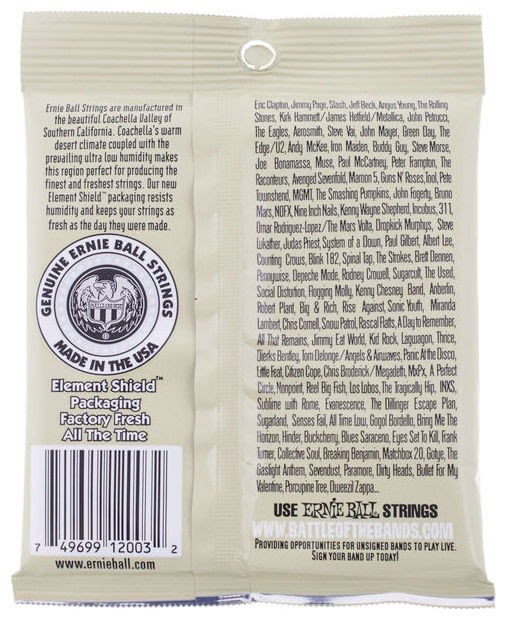 Ernie Ball Strings are manufactured in
the beautiful Coachella Valley of
Southern California. Coachella's warm
desert climate coupled with the
prevailing ultra low humidity makes
this region perfect for producing the
finest and freshest strings. Our new
Element Shield™ packaging resists
humidity and keeps your strings as
fresh as the day they were made.
GENUINE ERNIE BALL STRINGS
MADE IN THE USA
Element Shield™
Packaging
Factory Fresh
All The Time
7 49699 12003 2
www.ernieball.com
Eric Clapton, Jimmy Page, Slash, Jeff Beck, Angus Young, The Rolling
Stones, Kirk Hammett/James Hetfield/Metallica, John Petrucci,
The Eagles, Aerosmith, Steve Vai, John Mayer, Green Day, The
Edge/U2, Andy McKee, Iron Maiden, Buddy Guy, Steve Morse,
Joe Bonamassa, Muse, Paul McCartney, Peter Frampton, The
Raconteurs, Avenged Sevenfold, Maroon 5, Guns N' Roses, Tool, Pete
Townshend, MGMT, The Smashing Pumpkins, John Fogerty, Bruno
Mars, NOFX, Nine Inch Nails, Kenny Wayne Shepherd, Incubus, 311,
Omar Rodriguez-Lopez/The Mars Volta, Dropkick Murphys, Steve
Lukather, Judas Priest, System of a Down, Paul Gilbert, Albert Lee,
Counting Crows, Blink 182, Spinal Tap, The Strokes, Brett Dennen,
Pennywise, Depeche Mode, Rodney Crowell, Sugarcult, The Used,
Social Distortion, Flogging Molly, Kenny Chesney Band, Anberlin,
Robert Plant, Big & Rich, Rise Against, Sonic Youth, Miranda
Lambert, Chris Cornell, Snow Patrol, Rascal Flatts, A Day to Remember,
All That Remains, Jimmy Eat World, Kid Rock, Lagwagon, Thrice,
Dierks Bentley, Tom Delonge/Angels & Airwaves, Panic At the Disco,
Little Feat, Citizen Cope, Chris Broderick/Megadeth, MxPx, A Perfect
Circle, Nonpoint, Reel Big Fish, Los Lobos, The Tragically Hip, INXS,
Sublime with Rome, Evanescence, The Dillinger Escape Plan,
Sugarland, Senses Fail, All Time Low, Gogol Bordello, Bring Me The
Horizon, Hinder, Buckcherry, Blues Saraceno, Eyes Set To Kill, Frank
Turner, Collective Soul, Breaking Benjamin, Matchbox 20, Gotye, The
Gaslight Anthem, Sevendust, Paramore, Dirty Heads, Bullet For My
Valentine, Porcupine Tree, Dweezil Zappa...
USE ERNIE BALL STRINGS
WWW.BATTLEOFTHEBANDS.COM
PROVIDING OPPORTUNITIES FOR UNSIGNED BANDS TO PLAY LIVE.
SIGN YOUR BAND UP TODAY!